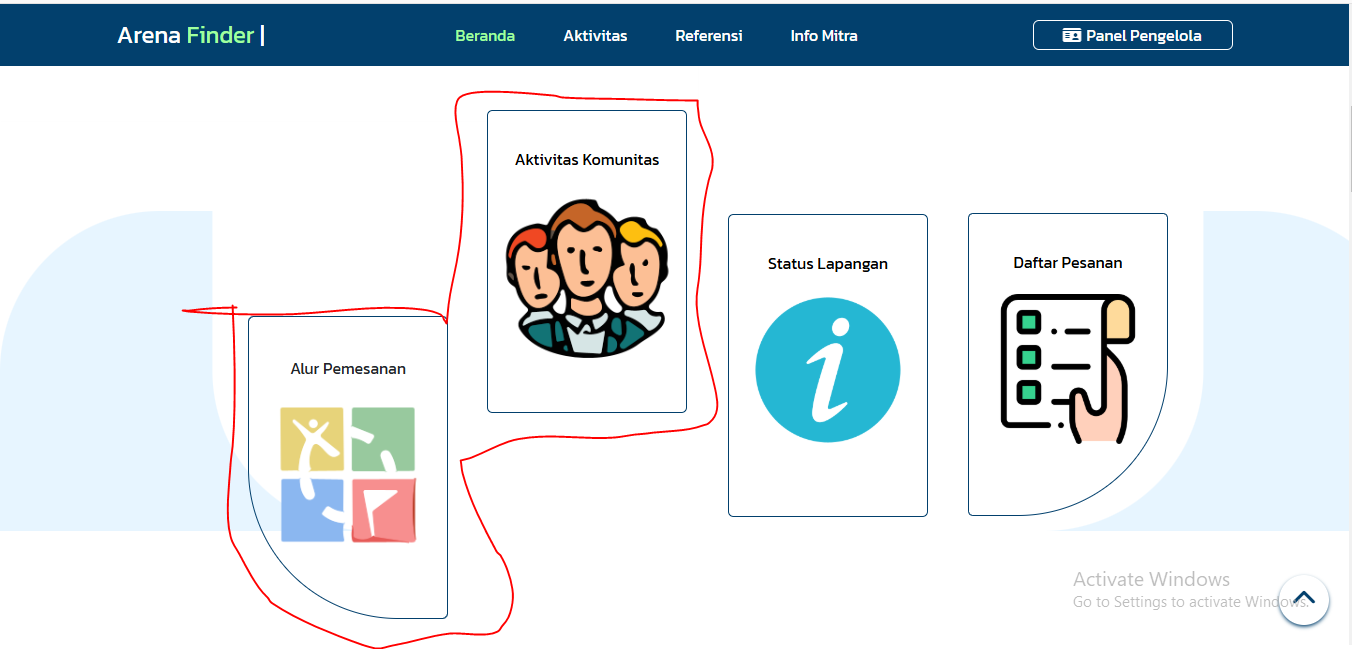 Arena Finder |
Beranda
Aktivitas
Referensi
Info Mitra
Panel Pengelola
Aktivitas Komunitas
Status Lapangan
Daftar Pesanan
Alur Pemesanan
Activate Windows
Go to Settings to activate Windows.